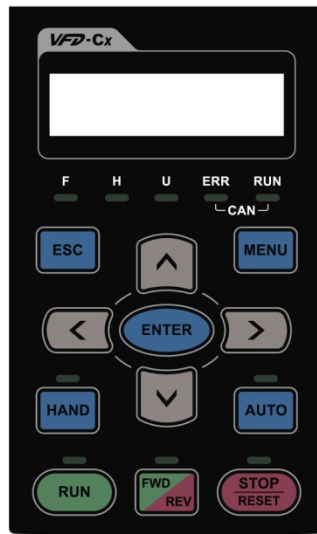 VFD-Cx
F H U ERR RUN
CAN
ESC MENU
ENTER
HAND AUTO
RUN FWD REV STOP RESET